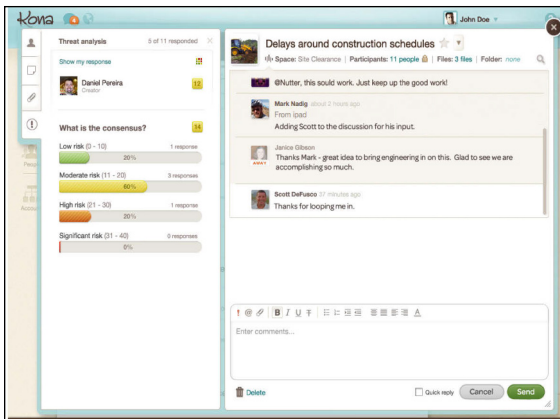 Kona
4
John Doe
Threat analysis
5 of 11 responded
Show my response
Daniel Pereira
Creator
12
What is the consensus?
14
Low risk (0 - 10)
1 response
20%
Moderate risk (11 - 20)
3 responses
60%
High risk (21 - 30)
1 response
20%
Significant risk (31 - 40)
0 responses
0%
Delays around construction schedules
Space: Site Clearance | Participants: 11 people | Files: 3 files | Folder: none
@Nutter, this sould work. Just keep up the good work!
Mark Nadig about 2 hours ago
From ipad
Adding Scott to the discussion for his input.
Janice Gibson
Thanks Mark - great idea to bring engineering in on this. Glad to see we are
accomplishing so much.
AWAY
Scott DeFusco 57 minutes ago
Thanks for looping me in.
! @ B I U T A
Enter comments...
Delete
Quick reply
Cancel
Send